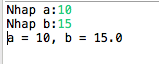 Nhap a:10
Nhap b:15
a = 10, b = 15.0